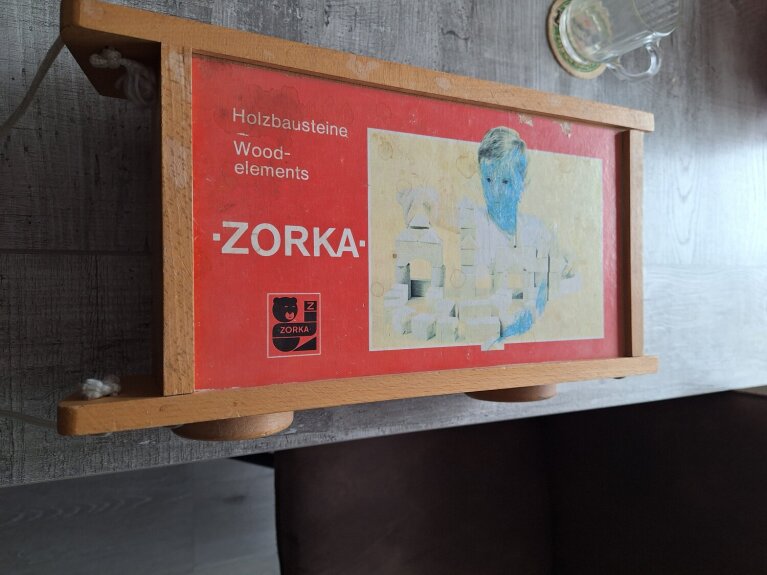 Holzbausteine
Wood-
elements
·ZORKA·
Z
ZORKA